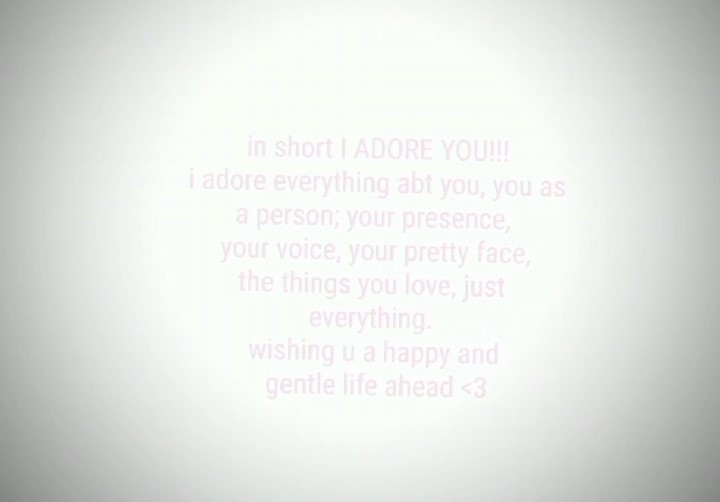 in short I ADORE YOU!!!
i adore everything abt you, you as
a person; your presence,
your voice, your pretty face,
the things you love, just
everything.
wishing u a happy and
gentle life ahead <3